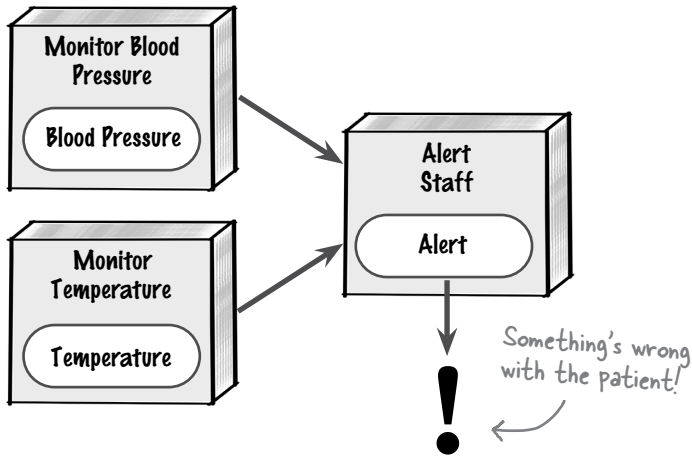 Monitor Blood
Pressure
Blood Pressure
Alert
Staff
Alert
Monitor
Temperature
Temperature
Something's wrong
with the patient!
!